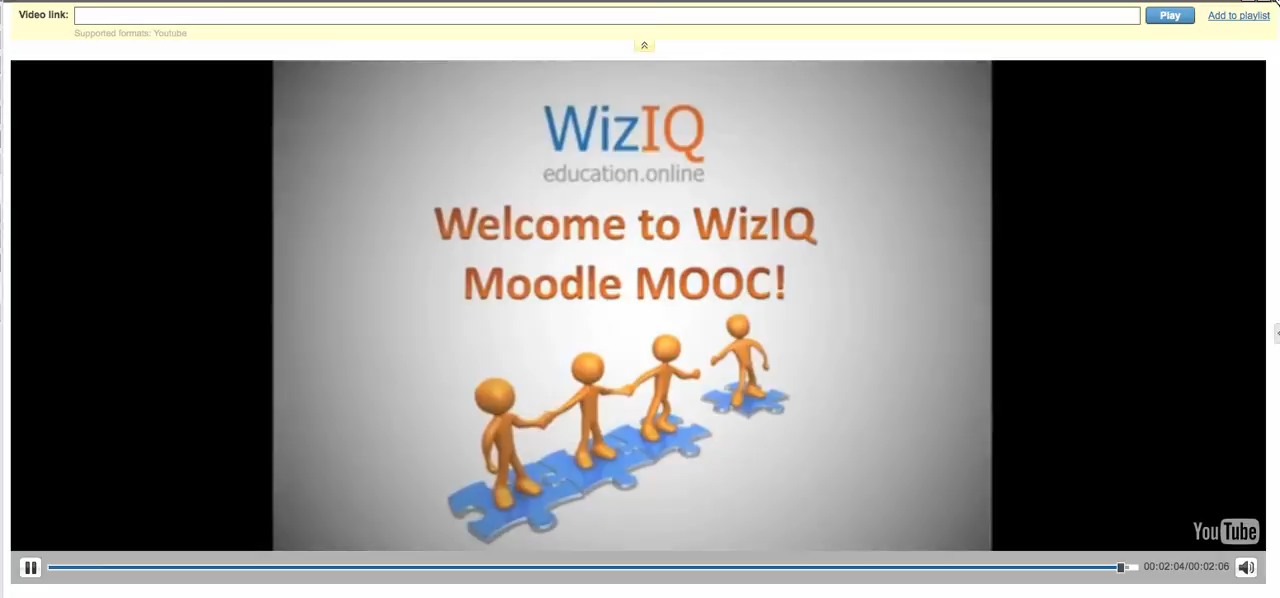 Video link:
Play
Add to playlist
Supported formats: Youtube
WizIQ
education.online
Welcome to WizIQ
Moodle MOOC!
YouTube
00:02:04/00:02:06